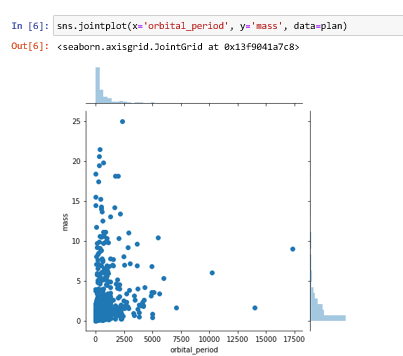 In [6]: sns.jointplot(x='orbital_period', y='mass', data=plan)
Out[6]: <seaborn.axisgrid.JointGrid at 0x13f9041a7c8>
25
20
15
10
5
0
mass
0 2500 5000 7500 10000 12500 15000 17500
orbital_period